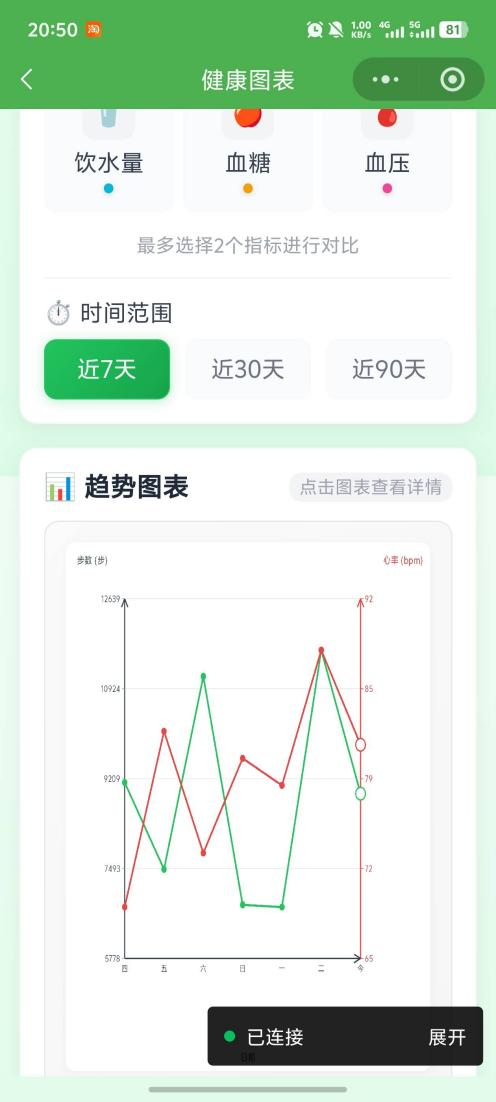 20:50 淘 1.00 KB/s 4G 5G 81
健康图表
饮水量 血糖 血压
最多选择2个指标进行对比
时间范围
近7天 近30天 近90天
趋势图表 点击图表查看详情
步数 (步) 心率 (bpm)
12639 92
10924 85
9209 79
7493 72
5778 65
四 五 六 日 一 二 今
已连接 展开
日期